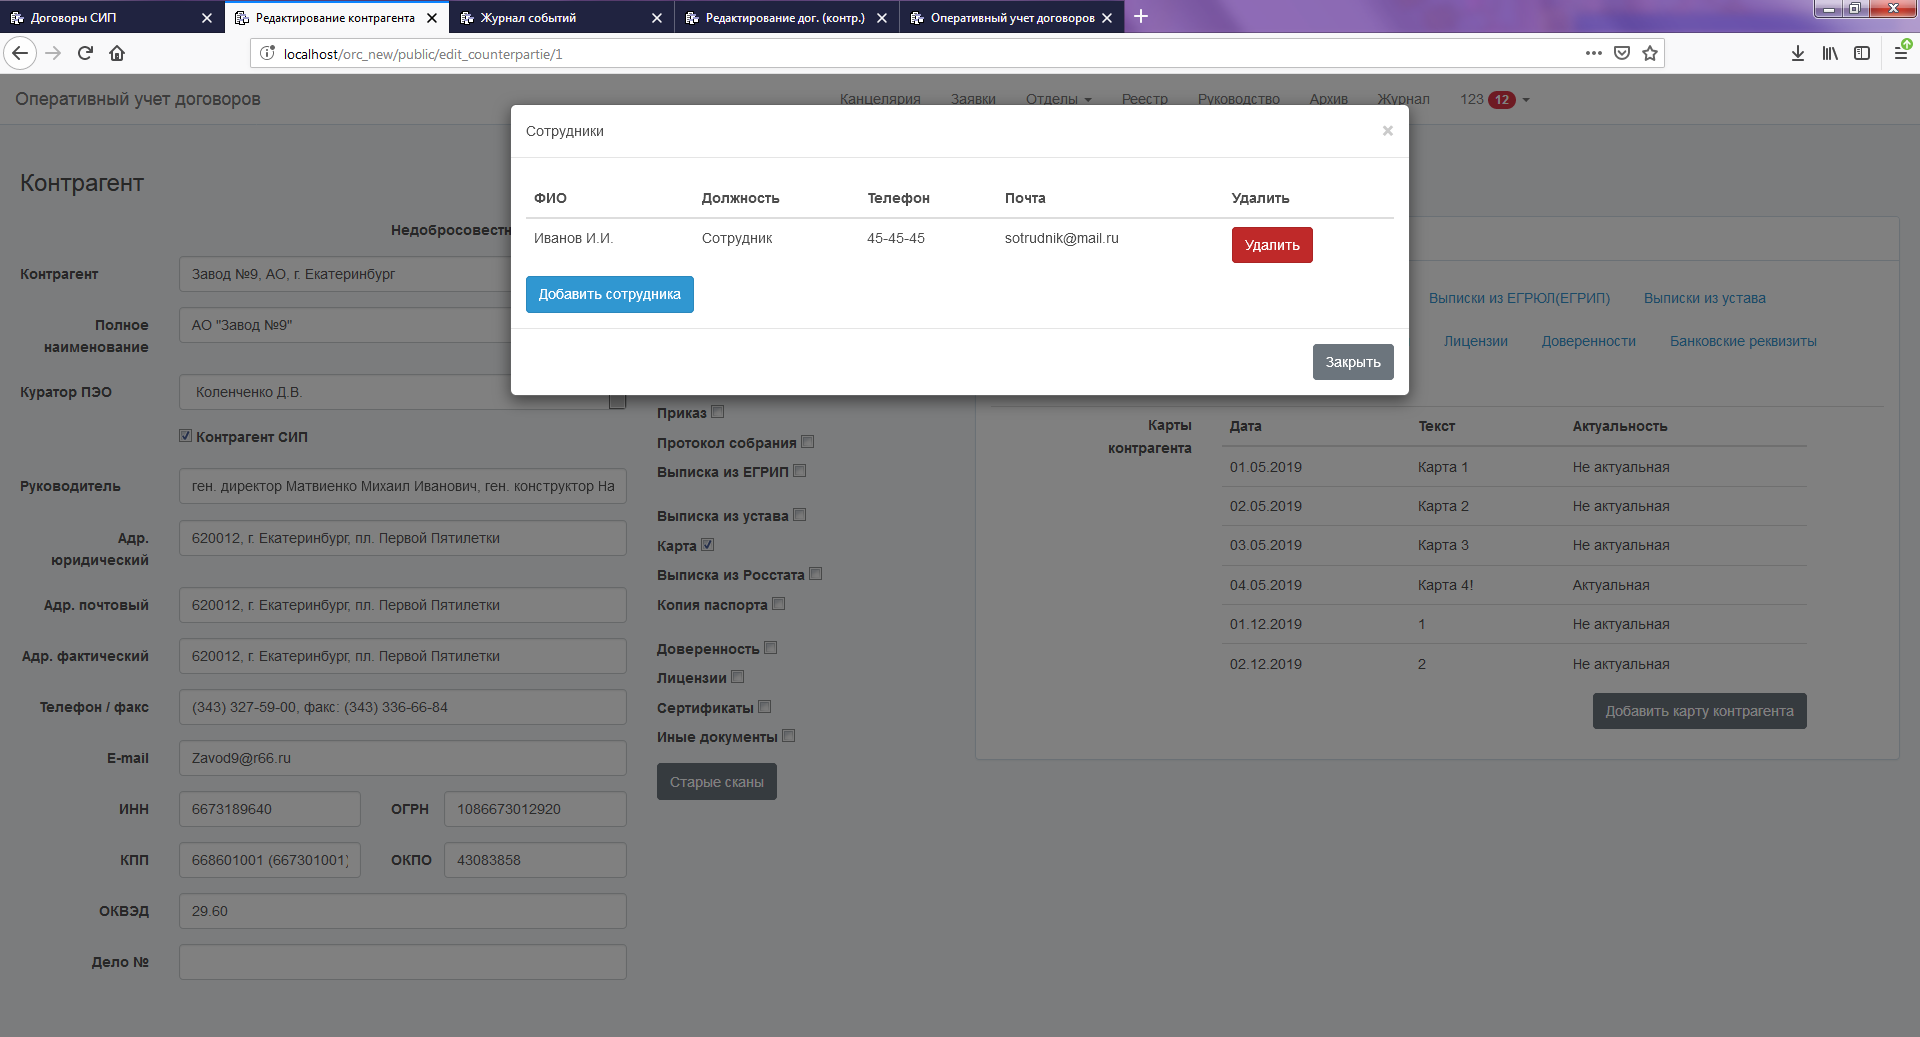 Договоры СИП
Редактирование контрагента
Журнал событий
Редактирование дог. (контр.)
Оперативный учет договоров
localhost/orc_new/public/edit_counterpartie/1
Оперативный учет договоров
Канцелярия Заявки Отделы Реестр Руководство Архив Журнал 123 12
Сотрудники
ФИО Должность Телефон Почта Удалить
Иванов И.И. Сотрудник 45-45-45 sotrudnik@mail.ru Удалить
Добавить сотрудника
Закрыть
Контрагент
Недобросовестн
Контрагент Завод №9, АО, г. Екатеринбург
Полное наименование АО "Завод №9"
Куратор ПЭО Коленченко Д.В.
Контрагент СИП
Руководитель ген. директор Матвиенко Михаил Иванович, ген. конструктор На
Адр. юридический 620012, г. Екатеринбург, пл. Первой Пятилетки
Адр. почтовый 620012, г. Екатеринбург, пл. Первой Пятилетки
Адр. фактический 620012, г. Екатеринбург, пл. Первой Пятилетки
Телефон / факс (343) 327-59-00, факс: (343) 336-66-84
E-mail Zavod9@r66.ru
ИНН 6673189640 ОГРН 1086673012920
КПП 668601001 (667301001) ОКПО 43083858
ОКВЭД 29.60
Дело №
Приказ
Протокол собрания
Выписка из ЕГРИП
Выписка из устава
Карта
Выписка из Росстата
Копия паспорта
Доверенность
Лицензии
Сертификаты
Иные документы
Старые сканы
Выписки из ЕГРЮЛ(ЕГРИП) Выписки из устава
Лицензии Доверенности Банковские реквизиты
Карты контрагента
Дата Текст Актуальность
01.05.2019 Карта 1 Не актуальная
02.05.2019 Карта 2 Не актуальная
03.05.2019 Карта 3 Не актуальная
04.05.2019 Карта 4! Актуальная
01.12.2019 1 Не актуальная
02.12.2019 2 Не актуальная
Добавить карту контрагента